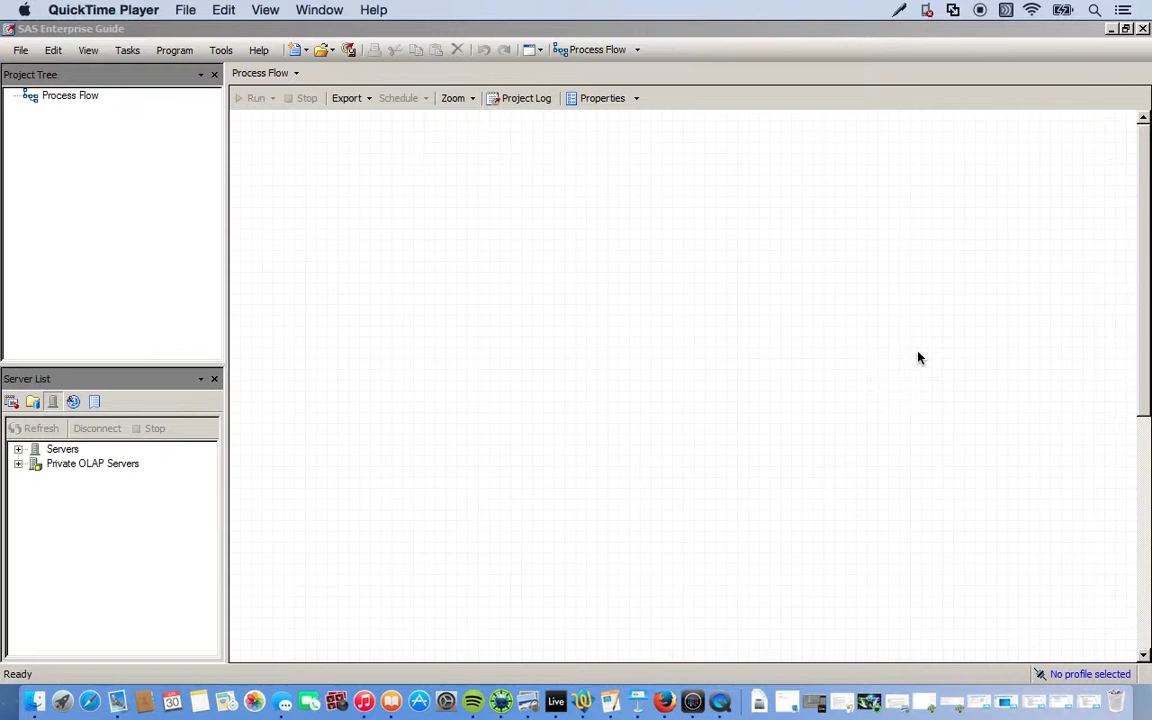 QuickTime Player File Edit View Window Help
SAS Enterprise Guide
File Edit View Tasks Program Tools Help Process Flow
Project Tree
Process Flow
Process Flow
Run Stop Export Schedule Zoom Project Log Properties
Server List
Refresh Disconnect Stop
Servers
Private OLAP Servers
Ready
No profile selected
30
Live